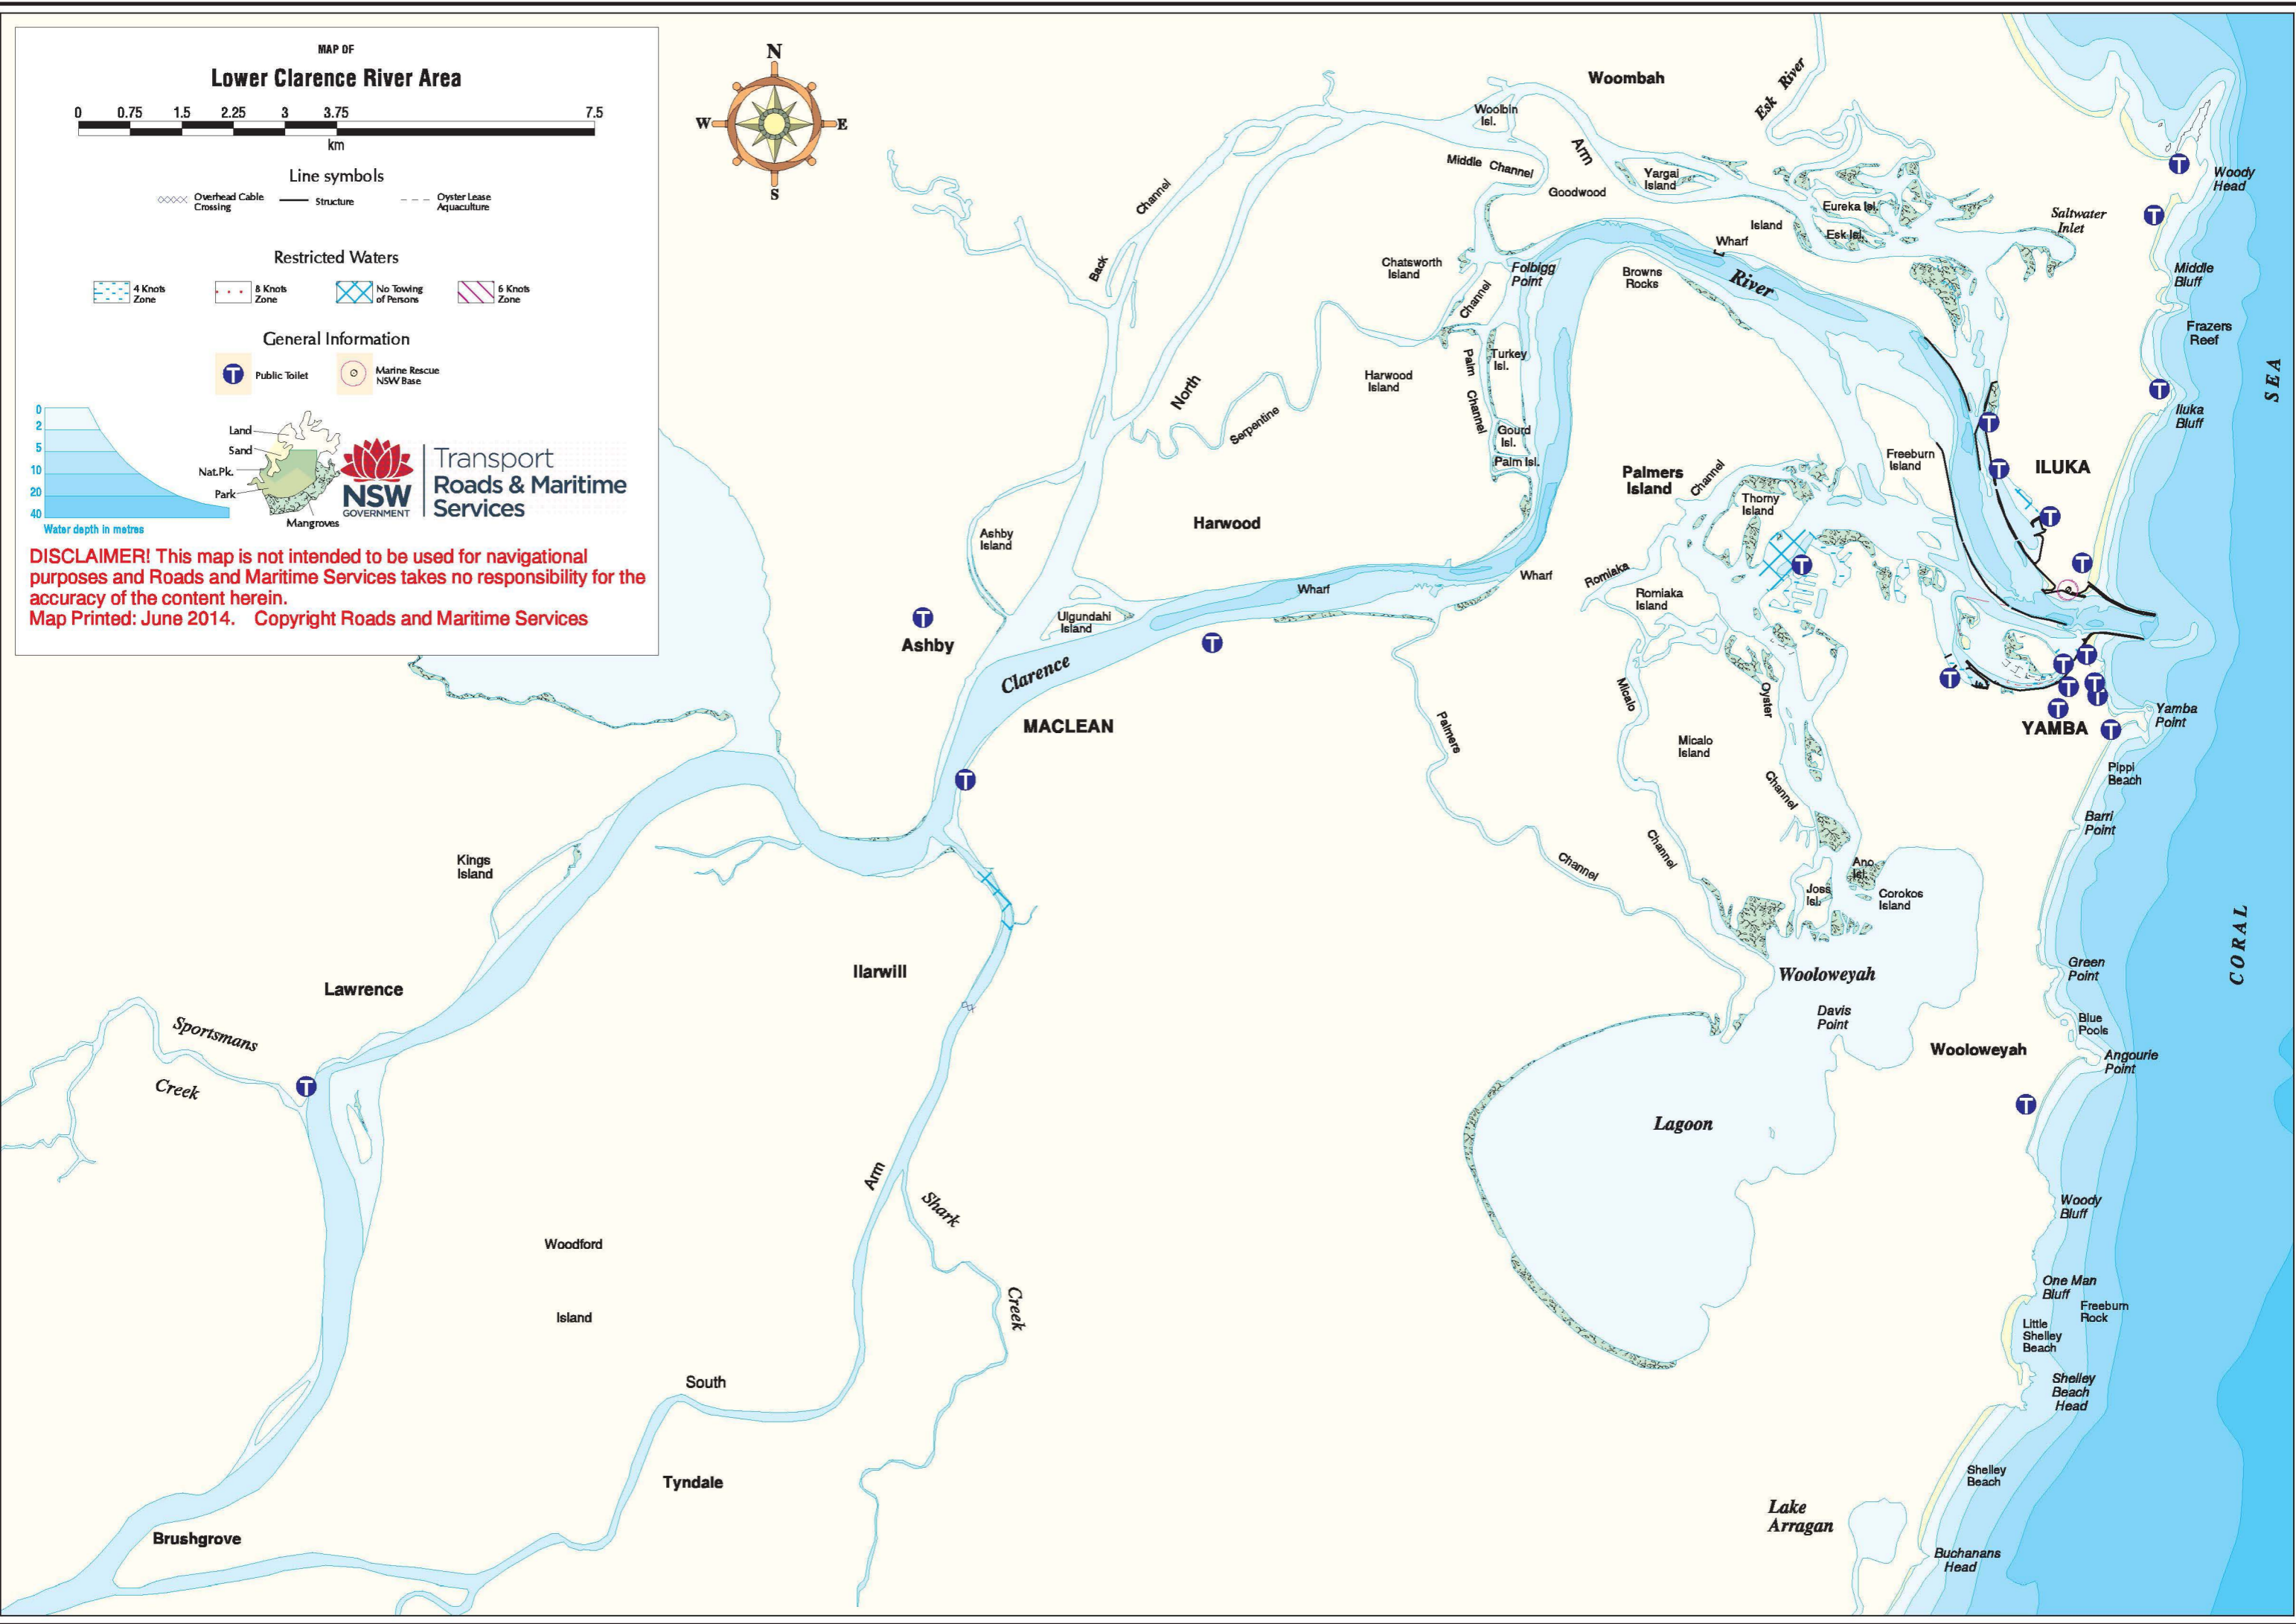 MAP OF
Lower Clarence River Area
0 0.75 1.5 2.25 3 3.75 7.5
km
Line symbols
Overhead Cable
Crossing
Structure
Oyster Lease
Aquaculture
Restricted Waters
4 Knots
Zone
8 Knots
Zone
No Towing
of Persons
6 Knots
Zone
General Information
T
Public Toilet
Marine Rescue
NSW Base
0
2
5
10
20
40
Water depth in metres
Land
Sand
Nat.Pk.
Park
Mangroves
NSW
GOVERNMENT
Transport
Roads & Maritime
Services
DISCLAIMER! This map is not intended to be used for navigational
purposes and Roads and Maritime Services takes no responsibility for the
accuracy of the content herein.
Map Printed: June 2014. Copyright Roads and Maritime Services
N
W
E
S
Woombah
Esk River
Woolbin
Isl.
Arm
Middle Channel
Goodwood
Island
Yargai
Island
Eureka Isl.
Esk Isl.
Saltwater
Inlet
T
Woody
Head
T
Middle
Bluff
Frazers
Reef
T
Iluka
Bluff
Channel
Back
North
Chatsworth
Island
Channel
Folbigg
Point
Browns
Rocks
Wharf
River
SEA
Harwood
Island
Serpentine
Palm Channel
Turkey
Isl.
Gourd
Isl.
Palm Isl.
Palmers
Island
Channel
Thorny
Island
Freeburn
Island
T
T
ILUKA
T
T
T
Harwood
Ashby
Island
T
Ashby
Ulgundahi
Island
Wharf
Wharf
T
Clarence
MACLEAN
T
Romiaka
Romiaka
Island
Micalo
Channel
Micalo
Island
Oyster
Channel
Palmers
Channel
T
T
T
T
T
T
T
YAMBA
T
Yamba
Point
Pippi
Beach
Barri
Point
Ano
Isl.
Joss
Isl.
Corokos
Island
CORAL
Green
Point
Wooloweyah
Davis
Point
Blue
Pools
Wooloweyah
Angourie
Point
T
Lagoon
Kings
Island
Ilarwill
Lawrence
Sportsmans
Creek
T
Arm
Shark
Creek
Woodford
Island
South
Tyndale
Brushgrove
Woody
Bluff
One Man
Bluff
Freeburn
Rock
Little
Shelley
Beach
Shelley
Beach
Head
Shelley
Beach
Lake
Arragan
Buchanans
Head